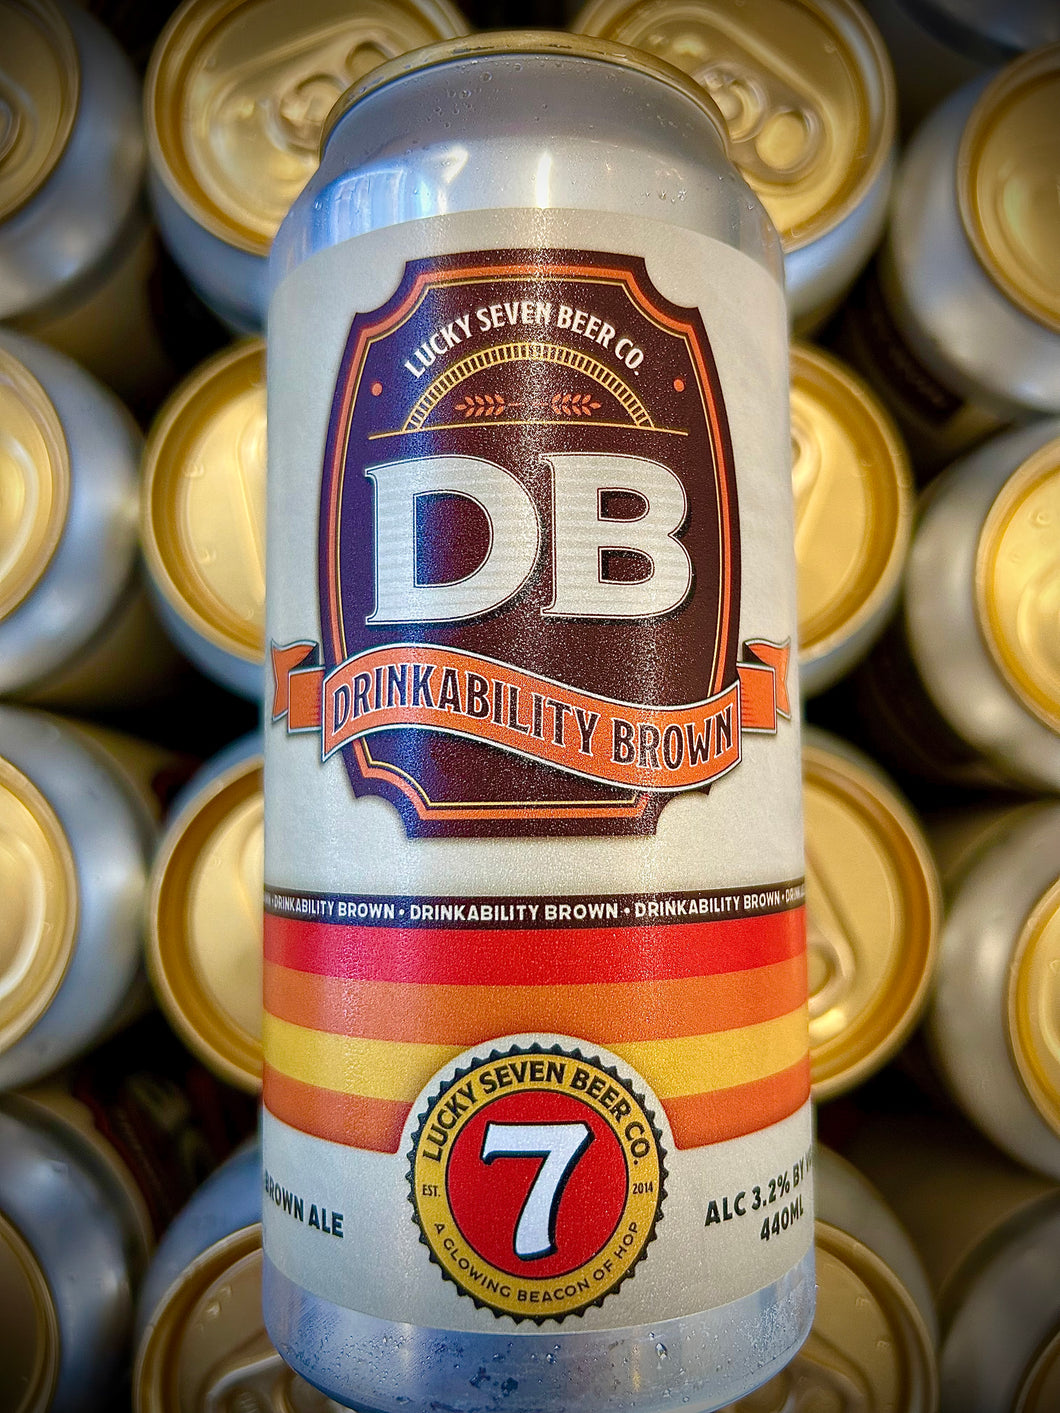 LUCKY SEVEN BEER CO.
DB
DRINKABILITY BROWN
DRINKABILITY BROWN • DRINKABILITY BROWN • DRINKABILITY BROWN •
LUCKY SEVEN BEER CO.
EST. 2014
7
A GLOWING BEACON OF HOP
BROWN ALE
ALC 3.2% BY
440ML